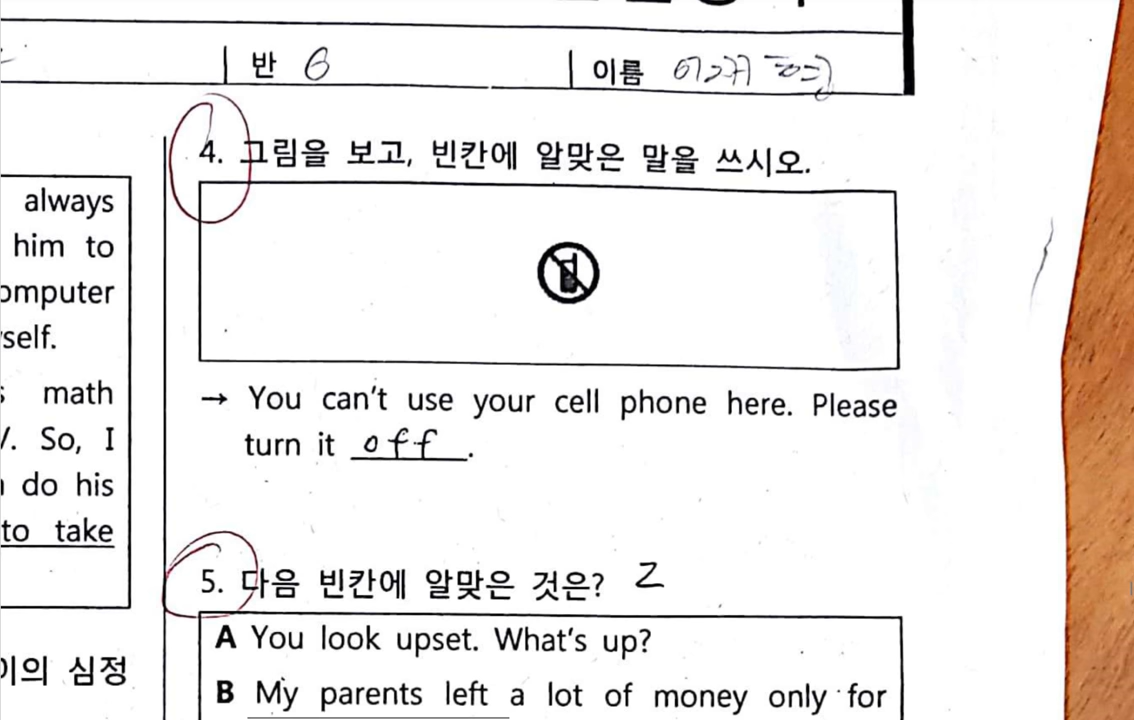 반 6 이름
always
him to
omputer
self.
math
. So, I
do his
to take
이의 심정
4. 그림을 보고, 빈칸에 알맞은 말을 쓰시오.
→ You can't use your cell phone here. Please
turn it off.
5. 다음 빈칸에 알맞은 것은? 2
A You look upset. What's up?
B My parents left a lot of money only for